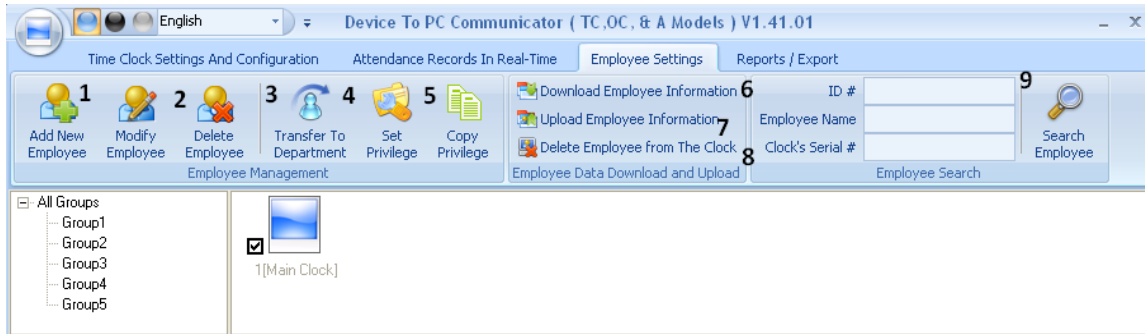 English
Device To PC Communicator ( TC,OC, & A Models ) V1.41.01
Time Clock Settings And Configuration
Attendance Records In Real-Time
Employee Settings
Reports / Export
1
2
3
4
5
Add New
Employee
Modify
Employee
Delete
Employee
Transfer To
Department
Set
Privilege
Copy
Privilege
Employee Management
Download Employee Information 6
Upload Employee Information 7
Delete Employee from The Clock 8
Employee Data Download and Upload
ID #
Employee Name
Clock's Serial #
9
Search
Employee
Employee Search
All Groups
Group1
Group2
Group3
Group4
Group5
1[Main Clock]